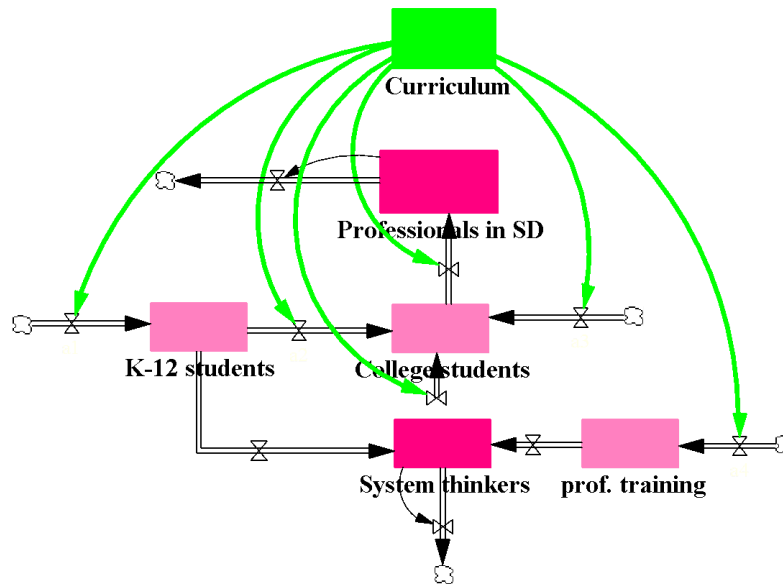 Curriculum
Professionals in SD
K-12 students
College students
System thinkers
prof. training